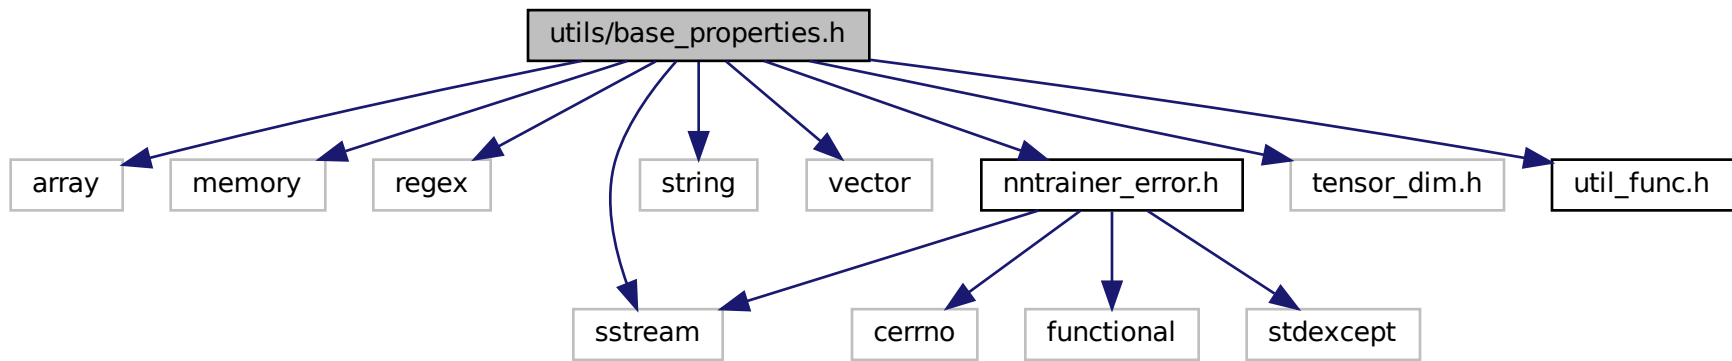 utils/base_properties.h
array
memory
regex
string
vector
nntrainer_error.h
tensor_dim.h
util_func.h
sstream
cerrno
functional
stdexcept